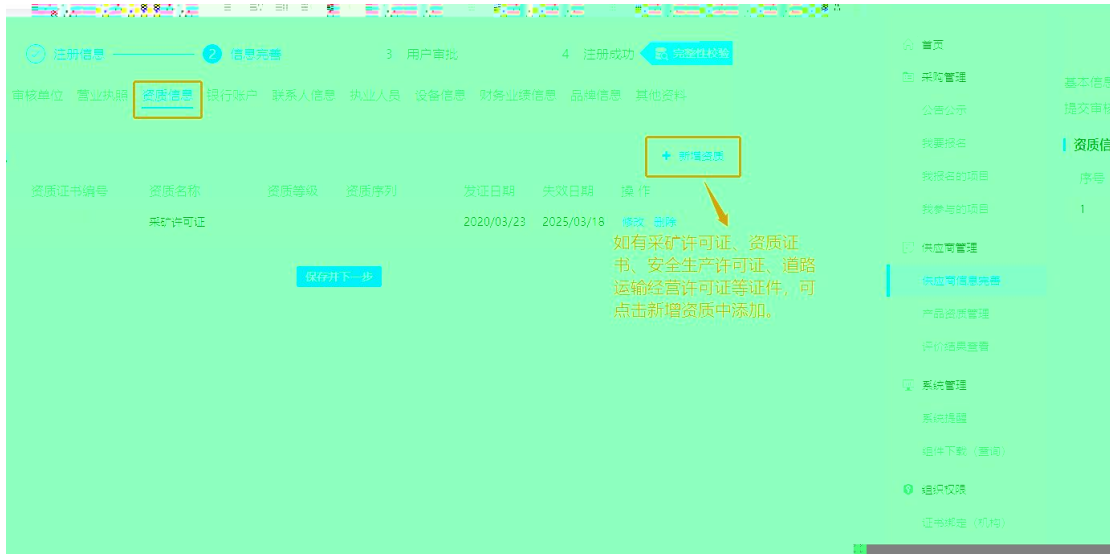 注册信息
2 信息完善
3 用户审批
4 注册成功
完整性校验
审核单位 营业执照 资质信息 银行账户 联系人信息 执业人员 设备信息 财务业绩信息 品牌信息 其他资料
新增资质
资质证书编号 资质名称 资质等级 资质序列 发证日期 失效日期 操作
采矿许可证 2020/03/23 2025/03/18 修改 删除
保存并下一步
如有采矿许可证、资质证
书、安全生产许可证、道路
运输经营许可证等证件，可
点击新增资质中添加。
首页
采购管理
公告公示
我要报名
我报名的项目
我参与的项目
供应商管理
供应商信息完善
产品资质管理
评价结果查看
系统管理
系统提醒
组件下载（查询）
组织权限
证书绑定（机构）
基本信息
提交审核
资质信
序号
1